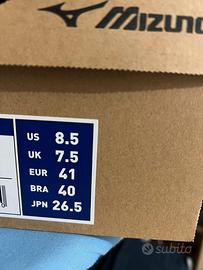 MIZUNO
US 8.5
UK 7.5
EUR 41
BRA 40
JPN 26.5
subito